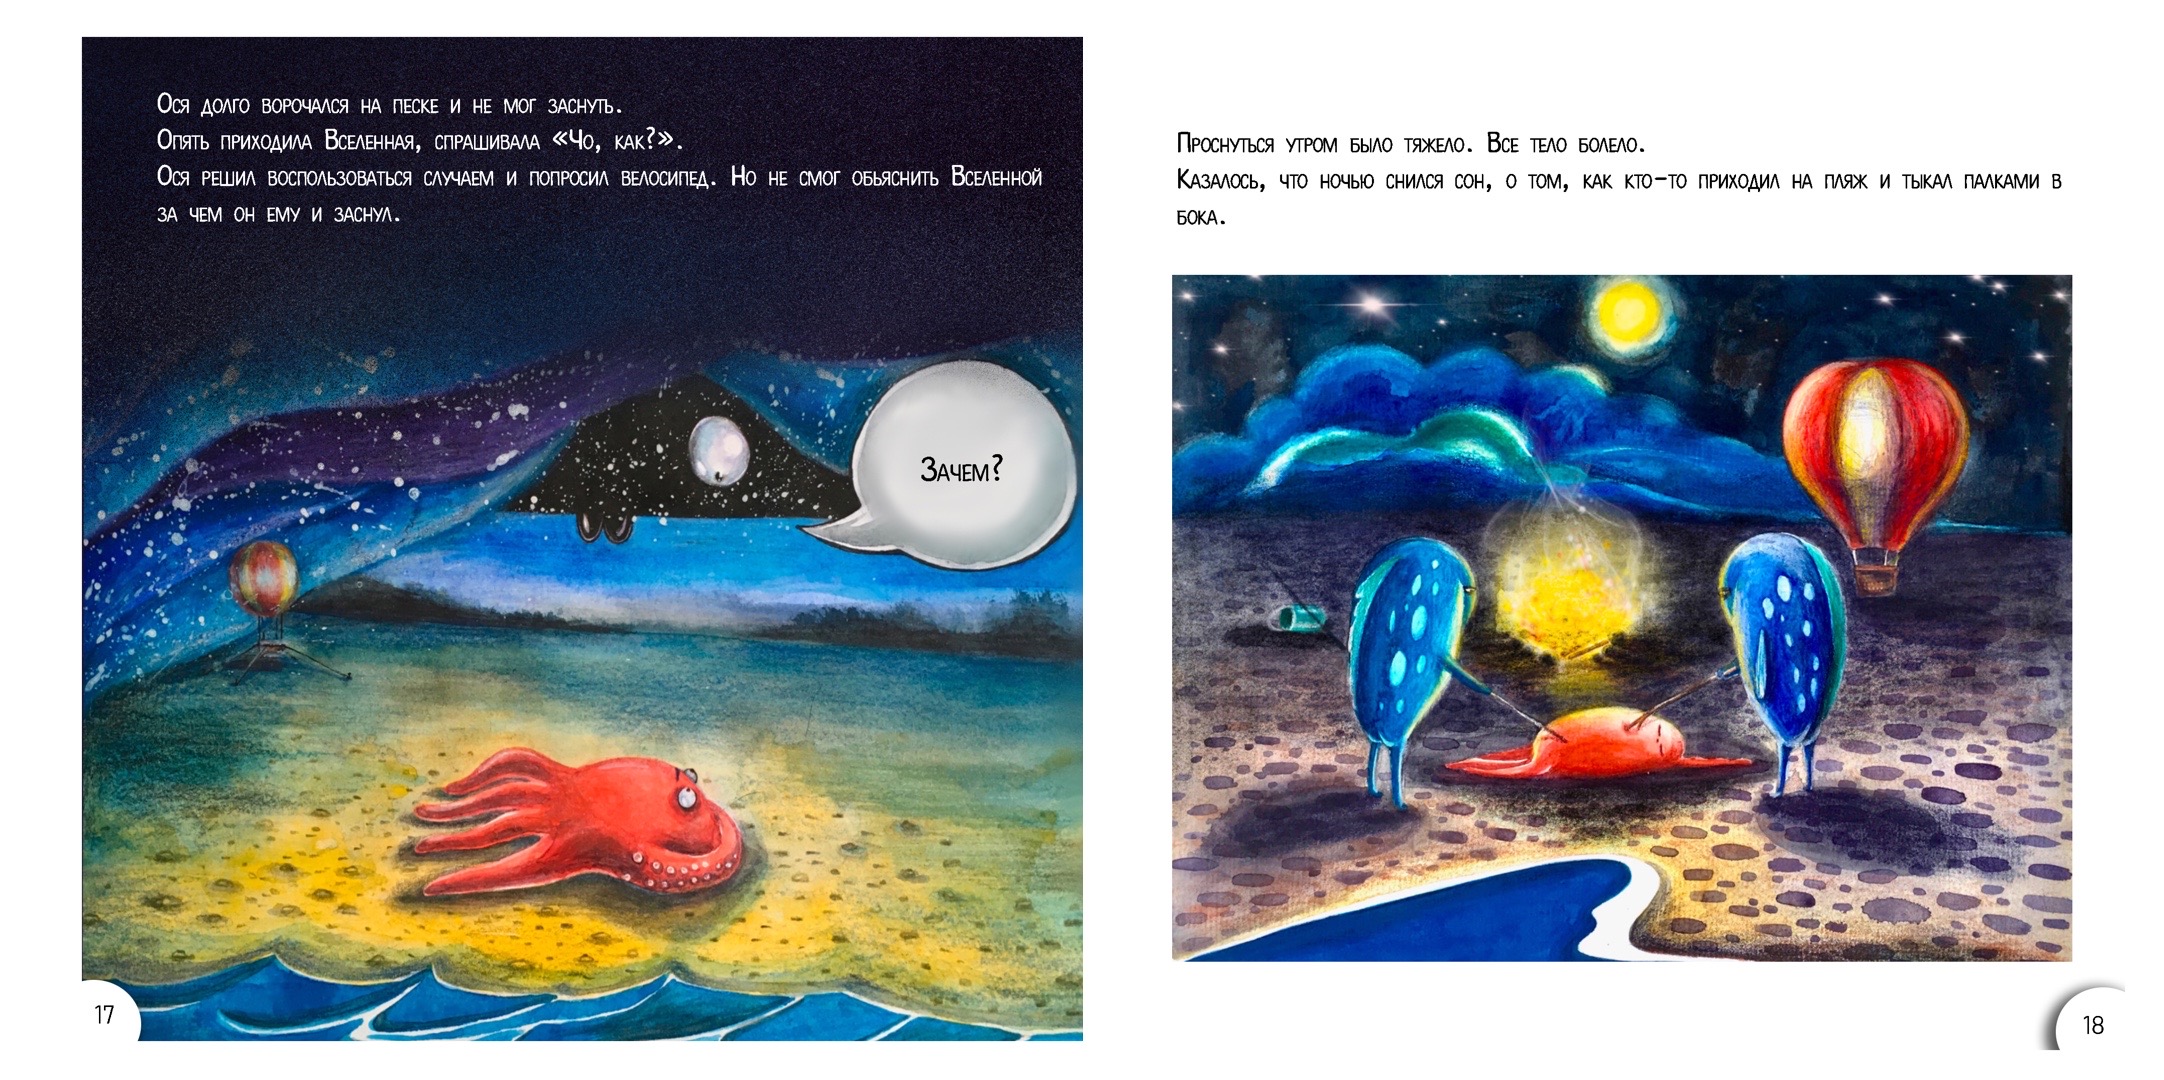 Ося долго ворочался на песке и не мог заснуть.
Опять приходила Вселенная, спрашивала «Чо, как?».
Ося решил воспользоваться случаем и попросил велосипед. Но не смог обьяснить Вселенной
за чем он ему и заснул.
Зачем?
17
Проснуться утром было тяжело. Все тело болело.
Казалось, что ночью снился сон, о том, как кто-то приходил на пляж и тыкал палками в
бока.
18